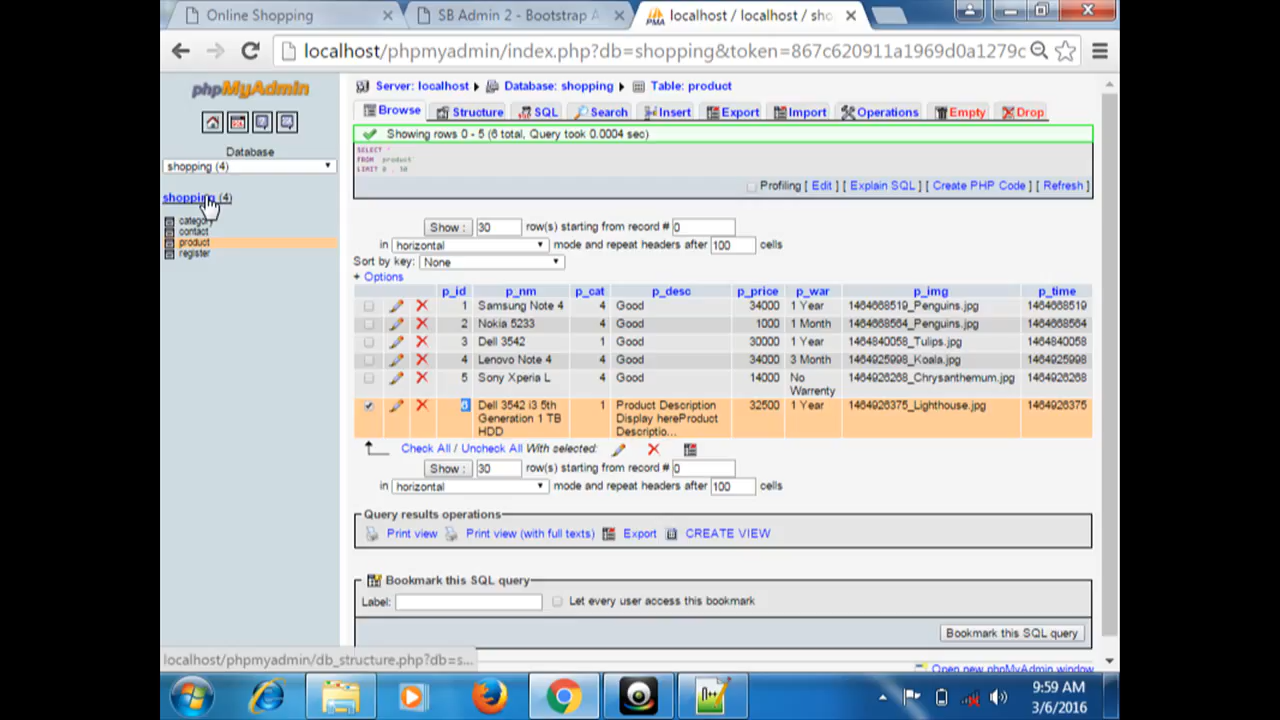 Online Shopping
SB Admin 2 - Bootstrap A
localhost / localhost / sho
localhost/phpmyadmin/index.php?db=shopping&token=867c620911a1969d0a1279c
phpMyAdmin
Server: localhost Database: shopping Table: product
Browse Structure SQL Search Insert Export Import Operations Empty Drop
Database
shopping (4)
shopping (4)
category
contact
product
register
Showing rows 0 - 5 (6 total, Query took 0.0004 sec)
SELECT *
FROM `product`
LIMIT 0 , 30
Profiling [ Edit ] [ Explain SQL ] [ Create PHP Code ] [ Refresh ]
Show : 30 row(s) starting from record # 0
in horizontal mode and repeat headers after 100 cells
Sort by key: None
+ Options
p_id p_nm p_cat p_desc p_price p_war p_img p_time
1 Samsung Note 4 4 Good 34000 1 Year 1464668519_Penguins.jpg 1464668519
2 Nokia 5233 4 Good 1000 1 Month 1464668564_Penguins.jpg 1464668564
3 Dell 3542 1 Good 30000 1 Year 1464840058_Tulips.jpg 1464840058
4 Lenovo Note 4 4 Good 34000 3 Month 1464925998_Koala.jpg 1464925998
5 Sony Xperia L 4 Good 14000 No 1464926268_Chrysanthemum.jpg 1464926268
Warrenty
6 Dell 3542 i3 5th 1 Product Description 32500 1 Year 1464926375_Lighthouse.jpg 1464926375
Generation 1 TB Display hereProduct
HDD Descriptio...
Check All / Uncheck All With selected:
Show : 30 row(s) starting from record # 0
in horizontal mode and repeat headers after 100 cells
Query results operations
Print view Print view (with full texts) Export CREATE VIEW
Bookmark this SQL query
Label: Let every user access this bookmark
Bookmark this SQL query
Open new phpMyAdmin window
localhost/phpmyadmin/db_structure.php?db=s...
9:59 AM
3/6/2016